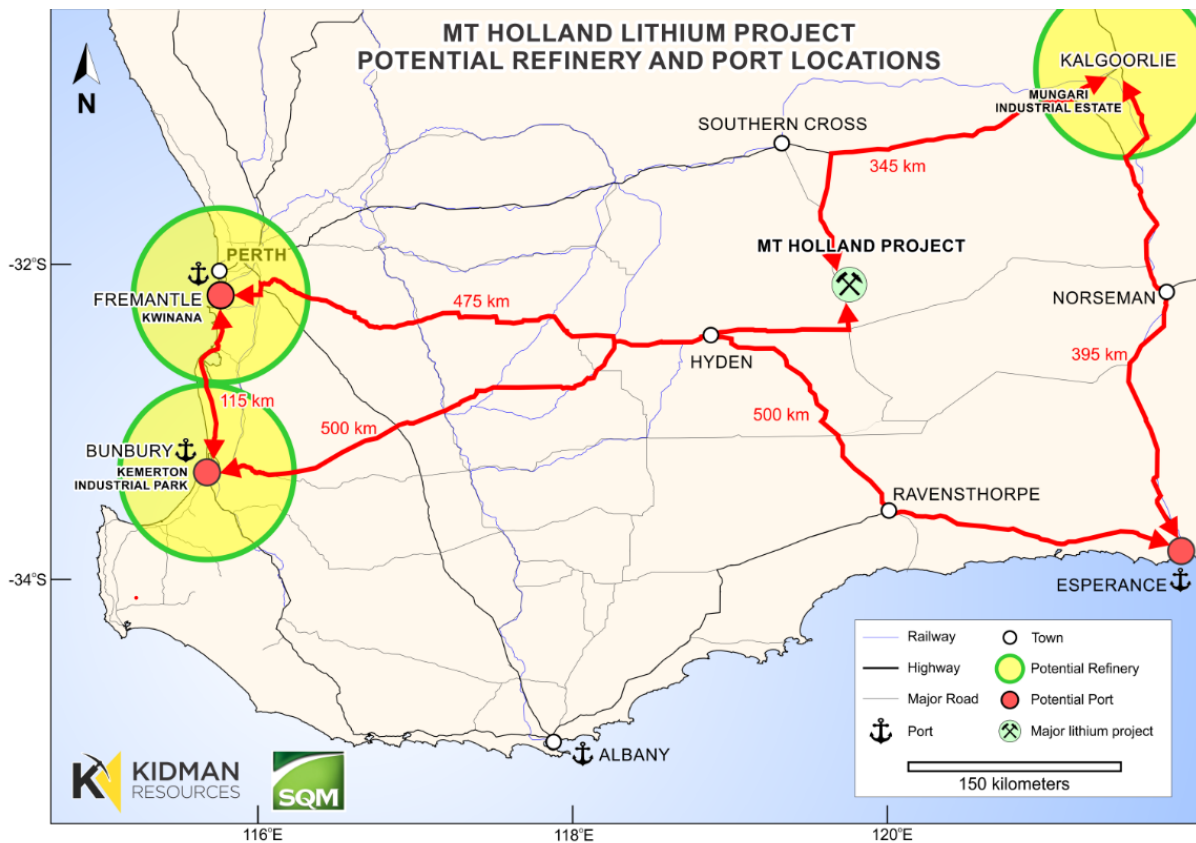 MT HOLLAND LITHIUM PROJECT
POTENTIAL REFINERY AND PORT LOCATIONS
N
KALGOORLIE
MUNGARI
INDUSTRIAL ESTATE
SOUTHERN CROSS
345 km
MT HOLLAND PROJECT
-32°S
PERTH
FREMANTLE
KWINANA
475 km
NORSEMAN
HYDEN
395 km
115 km
500 km
500 km
BUNBURY
KEMERTON
INDUSTRIAL PARK
RAVENSTHORPE
-34°S
ESPERANCE
Railway
Town
Highway
Potential Refinery
Major Road
Potential Port
Port
Major lithium project
150 kilometers
ALBANY
KIDMAN
RESOURCES
SQM
116°E
118°E
120°E